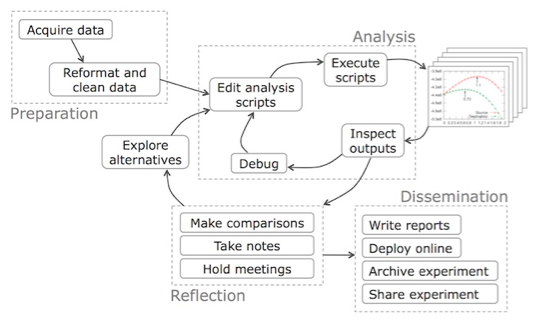 Acquire data
Reformat and
clean data
Preparation
Analysis
Edit analysis
scripts
Execute
scripts
Inspect
outputs
Debug
Explore
alternatives
Make comparisons
Take notes
Hold meetings
Reflection
Dissemination
Write reports
Deploy online
Archive experiment
Share experiment